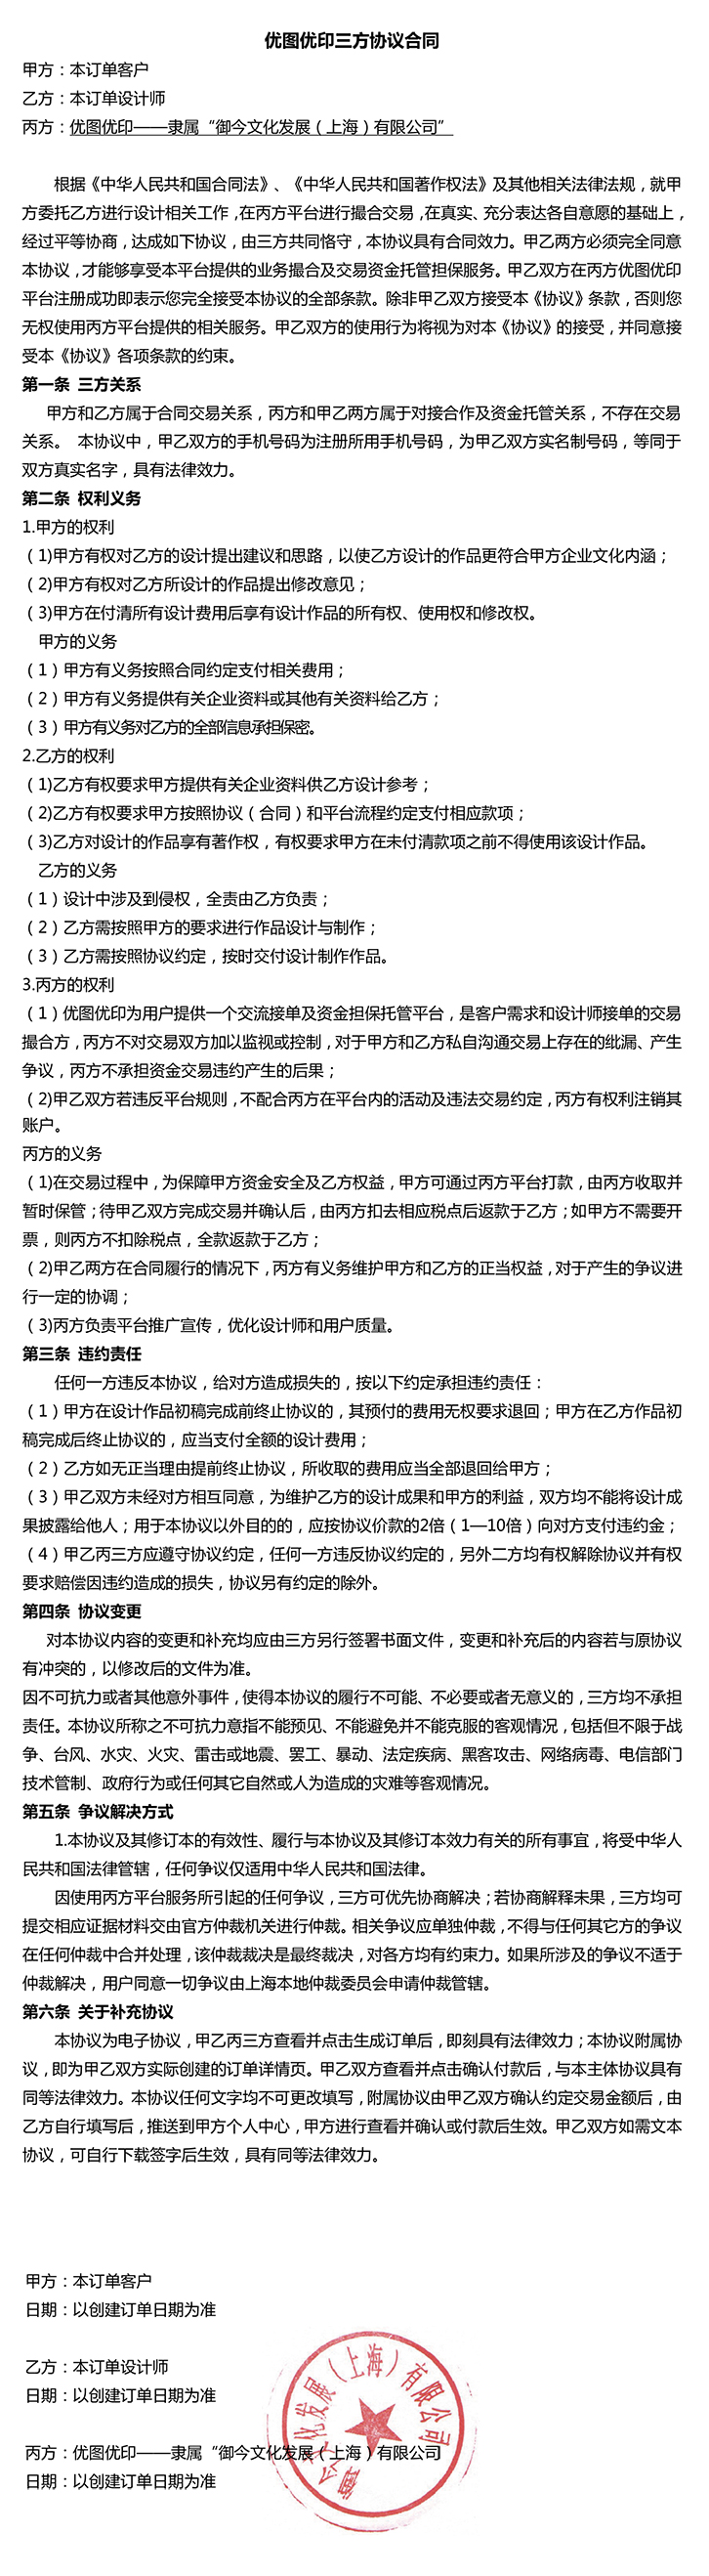 优图优印三方协议合同
甲方：本订单客户
乙方：本订单设计师
丙方：优图优印——隶属“御今文化发展（上海）有限公司”
根据《中华人民共和国合同法》、《中华人民共和国著作权法》及其他相关法律法规，就甲
方委托乙方进行设计相关工作，在丙方平台进行撮合交易，在真实、充分表达各自意愿的基础上，
经过平等协商，达成如下协议，由三方共同恪守，本协议具有合同效力。甲乙两方必须完全同意
本协议，才能够享受本平台提供的业务撮合及交易资金托管担保服务。甲乙双方在丙方优图优印
平台注册成功即表示您完全接受本协议的全部条款。除非甲乙双方接受本《协议》条款，否则您
无权使用丙方平台提供的相关服务。甲乙双方的使用行为将视为对本《协议》的接受，并同意接
受本《协议》各项条款的约束。
第一条 三方关系
甲方和乙方属于合同交易关系，丙方和甲乙两方属于对接合作及资金托管关系，不存在交易
关系。 本协议中，甲乙双方的手机号码为注册所用手机号码，为甲乙双方实名制号码，等同于
双方真实名字，具有法律效力。
第二条 权利义务
1.甲方的权利
（1)甲方有权对乙方的设计提出建议和思路，以使乙方设计的作品更符合甲方企业文化内涵；
（2)甲方有权对乙方所设计的作品提出修改意见；
（3)甲方在付清所有设计费用后享有设计作品的所有权、使用权和修改权。
甲方的义务
（1）甲方有义务按照合同约定支付相关费用；
（2）甲方有义务提供有关企业资料或其他有关资料给乙方；
（3）甲方有义务对乙方的全部信息承担保密。
2.乙方的权利
（1)乙方有权要求甲方提供有关企业资料供乙方设计参考；
（2)乙方有权要求甲方按照协议（合同）和平台流程约定支付相应款项；
（3)乙方对设计的作品享有著作权，有权要求甲方在未付清款项之前不得使用该设计作品。
乙方的义务
（1）设计中涉及到侵权，全责由乙方负责；
（2）乙方需按照甲方的要求进行作品设计与制作；
（3）乙方需按照协议约定，按时交付设计制作作品。
3.丙方的权利
（1）优图优印为用户提供一个交流接单及资金担保托管平台，是客户需求和设计师接单的交易
撮合方，丙方不对交易双方加以监视或控制，对于甲方和乙方私自沟通交易上存在的纰漏、产生
争议，丙方不承担资金交易违约产生的后果；
（2)甲乙双方若违反平台规则，不配合丙方在平台内的活动及违法交易约定，丙方有权利注销其
账户。
丙方的义务
（1)在交易过程中，为保障甲方资金安全及乙方权益，甲方可通过丙方平台打款，由丙方收取并
暂时保管；待甲乙双方完成交易并确认后，由丙方扣去相应税点后返款于乙方；如甲方不需要开
票，则丙方不扣除税点，全款返款于乙方；
（2)甲乙两方在合同履行的情况下，丙方有义务维护甲方和乙方的正当权益，对于产生的争议进
行一定的协调；
（3)丙方负责平台推广宣传，优化设计师和用户质量。
第三条 违约责任
任何一方违反本协议，给对方造成损失的，按以下约定承担违约责任：
（1）甲方在设计作品初稿完成前终止协议的，其预付的费用无权要求退回；甲方在乙方作品初
稿完成后终止协议的，应当支付全额的设计费用；
（2）乙方如无正当理由提前终止协议，所收取的费用应当全部退回给甲方；
（3）甲乙双方未经对方相互同意，为维护乙方的设计成果和甲方的利益，双方均不能将设计成
果披露给他人；用于本协议以外目的的，应按协议价款的2倍（1—10倍）向对方支付违约金；
（4）甲乙丙三方应遵守协议约定，任何一方违反协议约定的，另外二方均有权解除协议并有权
要求赔偿因违约造成的损失，协议另有约定的除外。
第四条 协议变更
对本协议内容的变更和补充均应由三方另行签署书面文件，变更和补充后的内容若与原协议
有冲突的，以修改后的文件为准。
因不可抗力或者其他意外事件，使得本协议的履行不可能、不必要或者无意义的，三方均不承担
责任。本协议所称之不可抗力意指不能预见、不能避免并不能克服的客观情况，包括但不限于战
争、台风、水灾、火灾、雷击或地震、罢工、暴动、法定疾病、黑客攻击、网络病毒、电信部门
技术管制、政府行为或任何其它自然或人为造成的灾难等客观情况。
第五条 争议解决方式
1.本协议及其修订本的有效性、履行与本协议及其修订本效力有关的所有事宜，将受中华人
民共和国法律管辖，任何争议仅适用中华人民共和国法律。
因使用丙方平台服务所引起的任何争议，三方可优先协商解决；若协商解释未果，三方均可
提交相应证据材料交由官方仲裁机关进行仲裁。相关争议应单独仲裁，不得与任何其它方的争议
在任何仲裁中合并处理，该仲裁裁决是最终裁决，对各方均有约束力。如果所涉及的争议不适于
仲裁解决，用户同意一切争议由上海本地仲裁委员会申请仲裁管辖。
第六条 关于补充协议
本协议为电子协议，甲乙丙三方查看并点击生成订单后，即刻具有法律效力；本协议附属协
议，即为甲乙双方实际创建的订单详情页。甲乙双方查看并点击确认付款后，与本主体协议具有
同等法律效力。本协议任何文字均不可更改填写，附属协议由甲乙双方确认约定交易金额后，由
乙方自行填写后，推送到甲方个人中心，甲方进行查看并确认或付款后生效。甲乙双方如需文本
协议，可自行下载签字后生效，具有同等法律效力。
甲方：本订单客户
日期：以创建订单日期为准
乙方：本订单设计师
日期：以创建订单日期为准
丙方：优图优印——隶属“御今文化发展（上海）有限公司
日期：以创建订单日期为准
御今文化发展（上海）有限公司